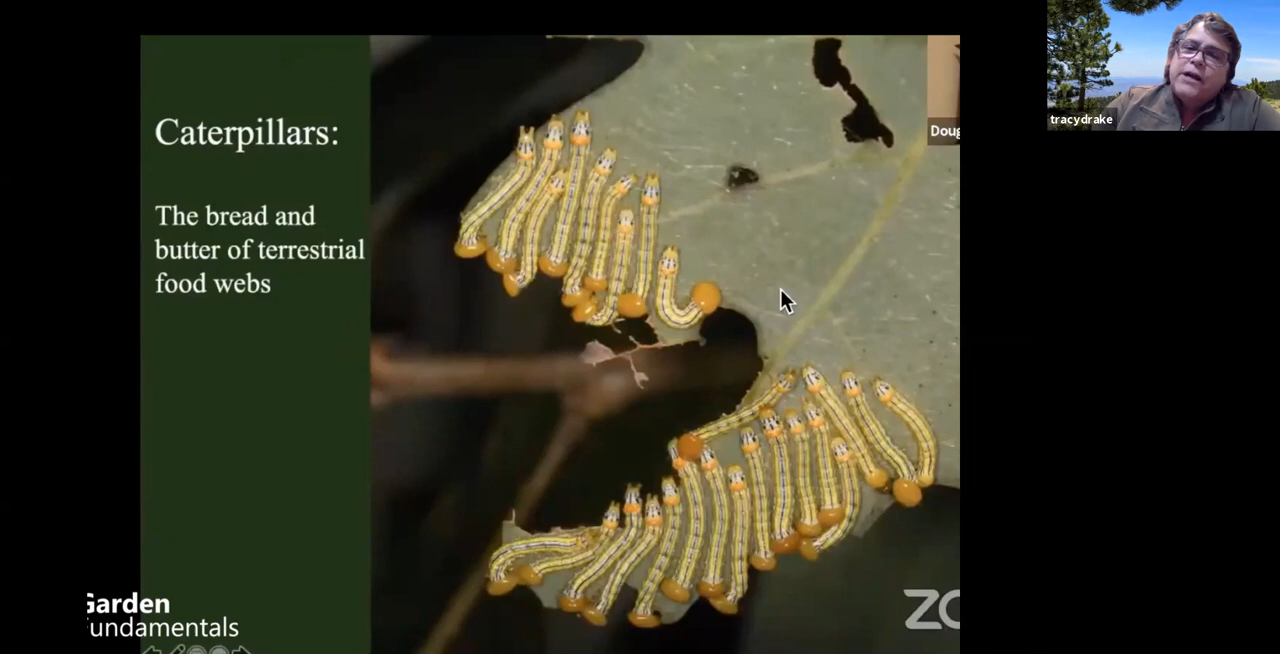 Caterpillars:
The bread and
butter of terrestrial
food webs
Doug
tracydrake
Garden
Fundamentals